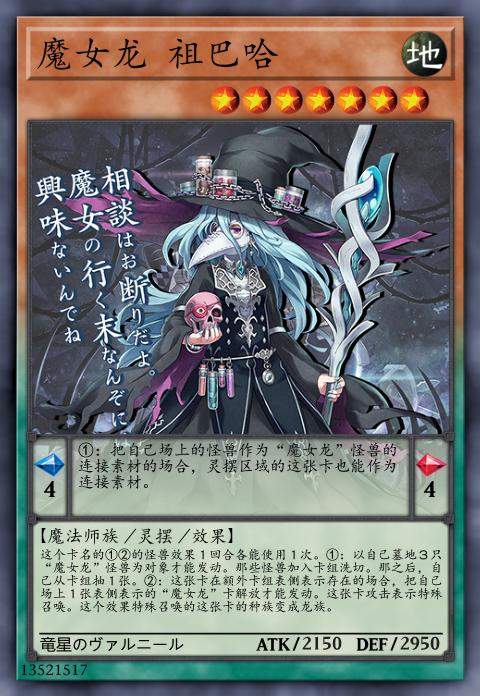 魔女龙 祖巴哈
地
相談はお断りだよ。
魔女の行く末なんぞに
興味ないんでね
①：把自己场上的怪兽作为“魔女龙”怪兽的
连接素材的场合，灵摆区域的这张卡也能作为
连接素材。
4
4
【魔法师族／灵摆／效果】
这个卡名的①②的怪兽效果１回合各能使用１次。①：以自己墓地３只
“魔女龙”怪兽为对象才能发动。那些怪兽加入卡组洗切。那之后，自
己从卡组抽１张。②：这张卡在额外卡组表侧表示存在的场合，把自己
场上１张表侧表示的“魔女龙”卡解放才能发动。这张卡攻击表示特殊
召唤。这个效果特殊召唤的这张卡的种族变成龙族。
竜星のヴァルニール
ATK/2150 DEF/2950
13521517